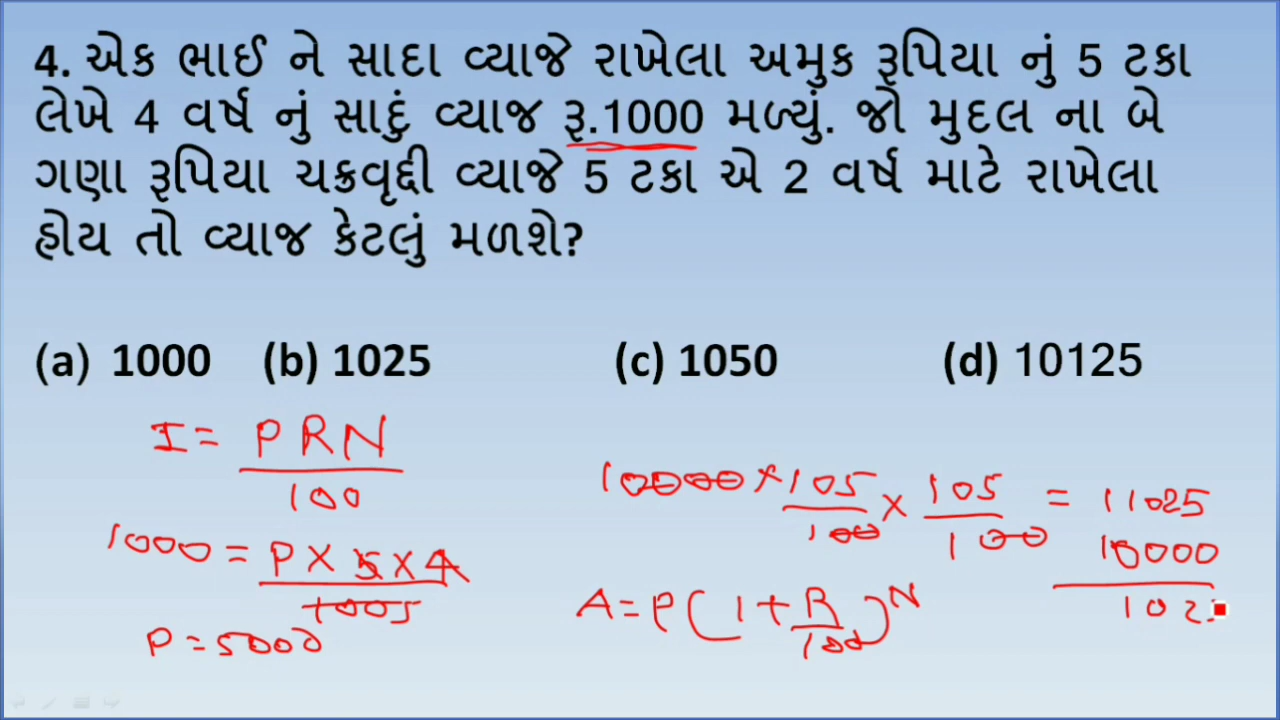 4. એક ભાઈ ને સાદા વ્યાજે રાખેલા અમુક રૂપિયા નું 5 ટકા
લેખે 4 વર્ષ નું સાદું વ્યાજ રૂ.1000 મળ્યું. જો મુદલ ના બે
ગણા રૂપિયા ચક્રવૃદ્દી વ્યાજે 5 ટકા એ 2 વર્ષ માટે રાખેલા
હોય તો વ્યાજ કેટલું મળશે?
(a) 1000 (b) 1025 (c) 1050 (d) 10125
I = PRN
100
1000 = P × 5 × 4
100 5
P = 5000
10000 × 105 × 105 = 11025
100 100 10000
102
A = P(1 + R/100)^N